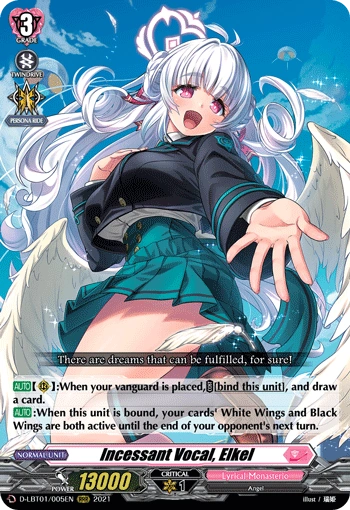 3
GRADE
TWINDRIVE
PERSONA RIDE
There are dreams that can be fulfilled, for sure!
AUTO【 】:When your vanguard is placed, [bind this unit], and draw
a card.
AUTO:When this unit is bound, your cards' White Wings and Black
Wings are both active until the end of your opponent's next turn.
NORMAL UNIT
Incessant Vocal, Elkel
Lyrical Monasterio
Angel
POWER 13000
CRITICAL
1
D-LBT01/005EN RRR 2021
illust / 瑞姫